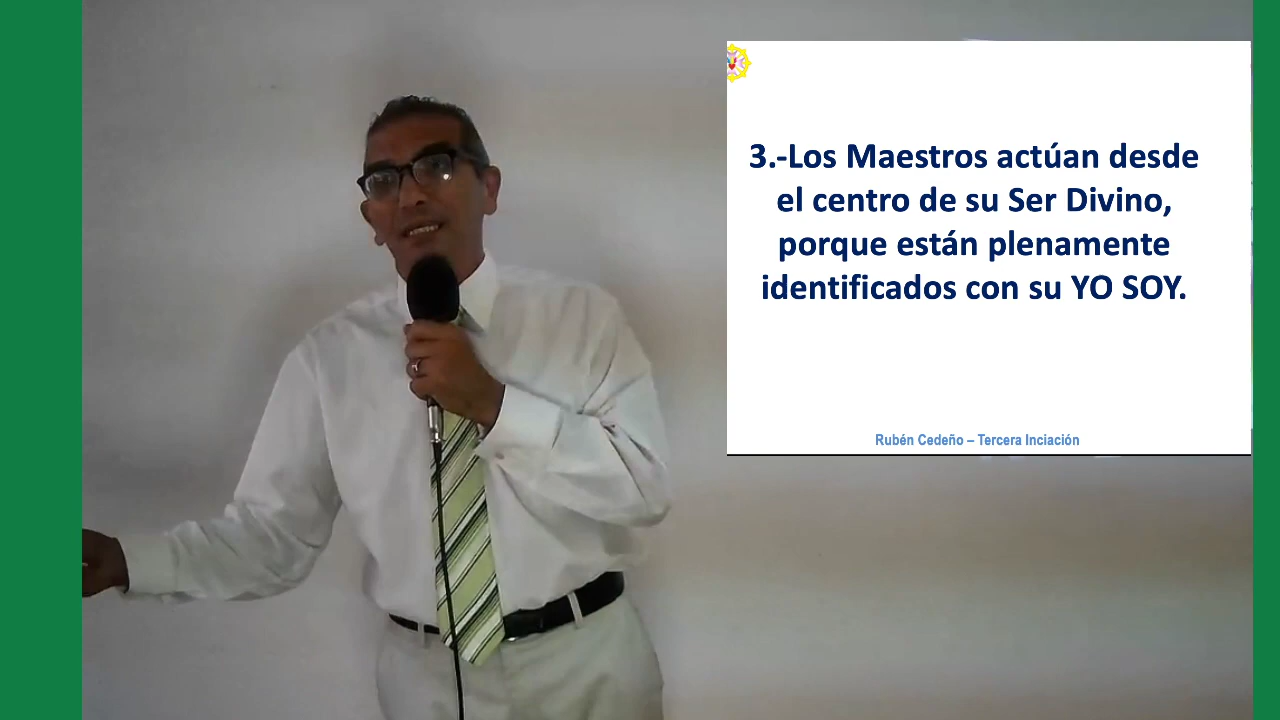 3.-Los Maestros actúan desde
el centro de su Ser Divino,
porque están plenamente
identificados con su YO SOY.
Rubén Cedeño – Tercera Inciación